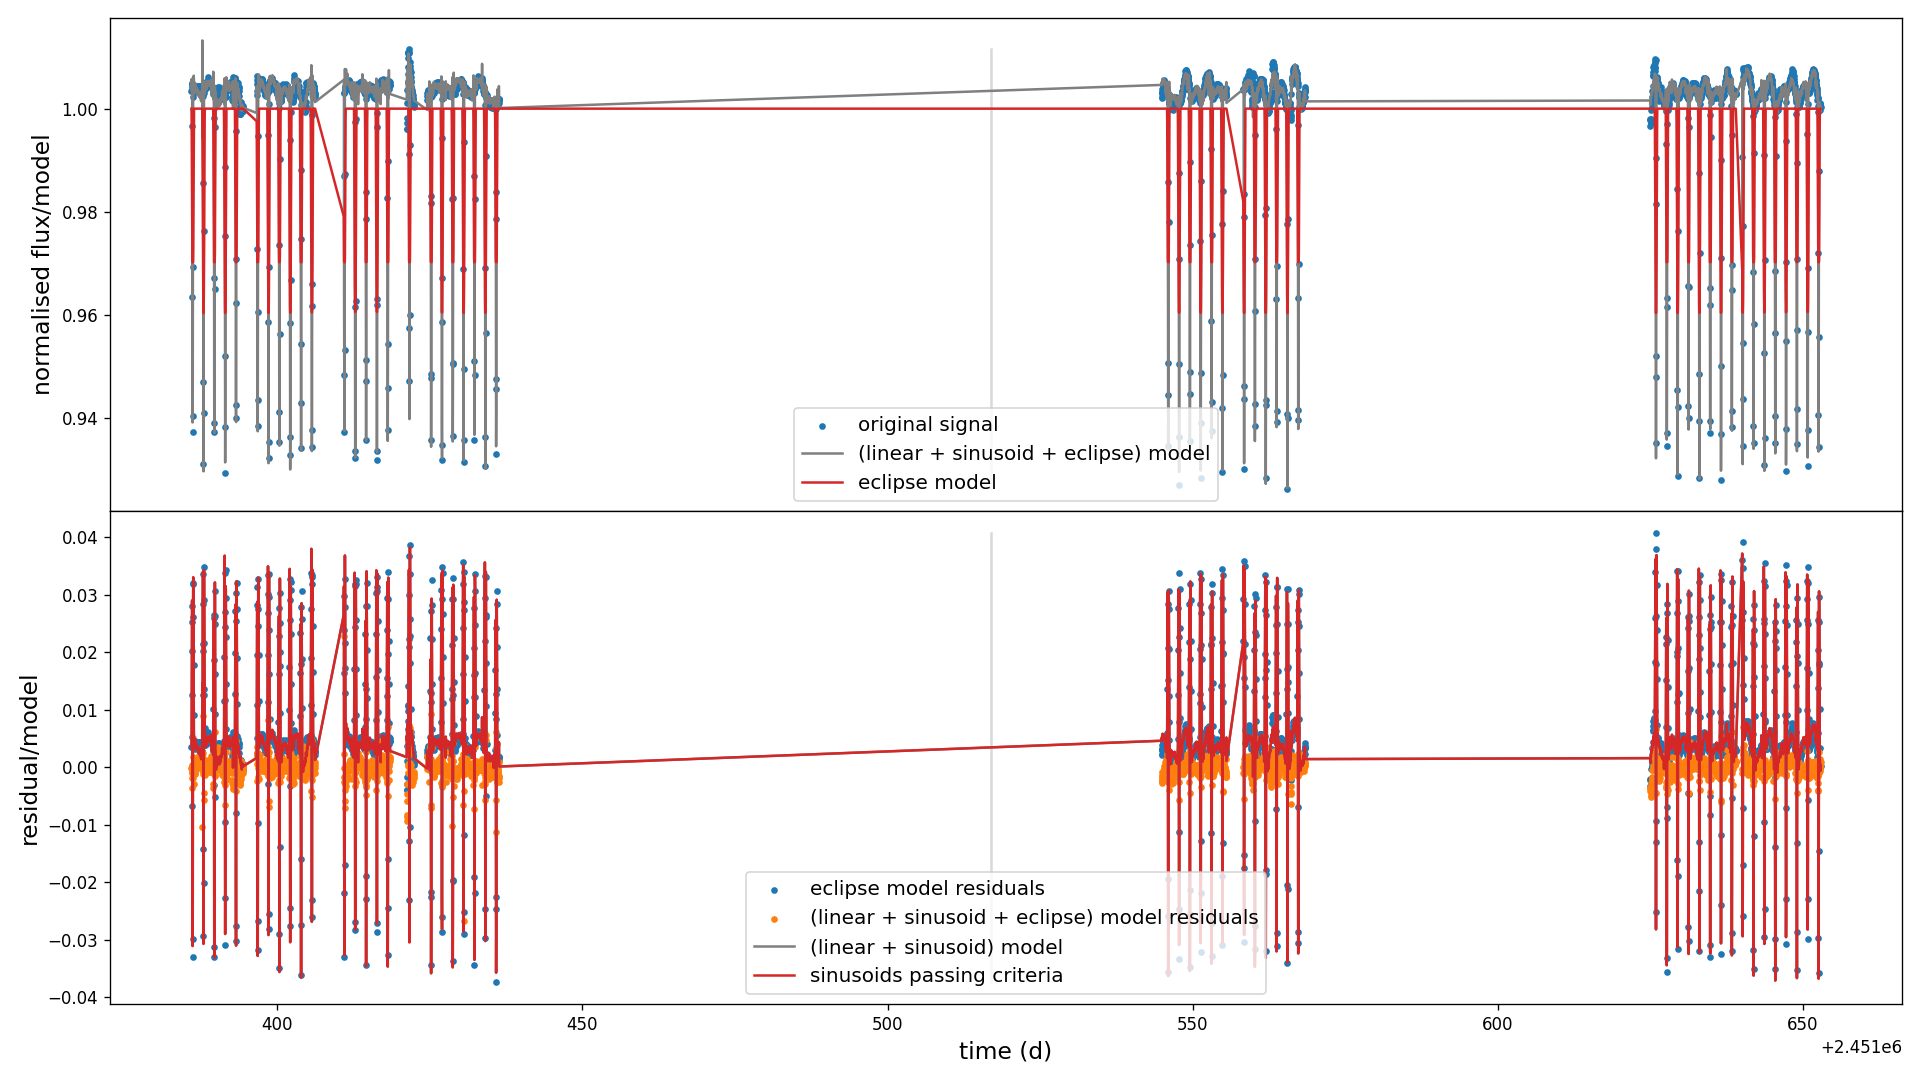 normalised flux/model
1.00
0.98
0.96
0.94
original signal
(linear + sinusoid + eclipse) model
eclipse model
residual/model
0.04
0.03
0.02
0.01
0.00
−0.01
−0.02
−0.03
−0.04
eclipse model residuals
(linear + sinusoid + eclipse) model residuals
(linear + sinusoid) model
sinusoids passing criteria
400 450 500 550 600 650
time (d)
+2.451e6